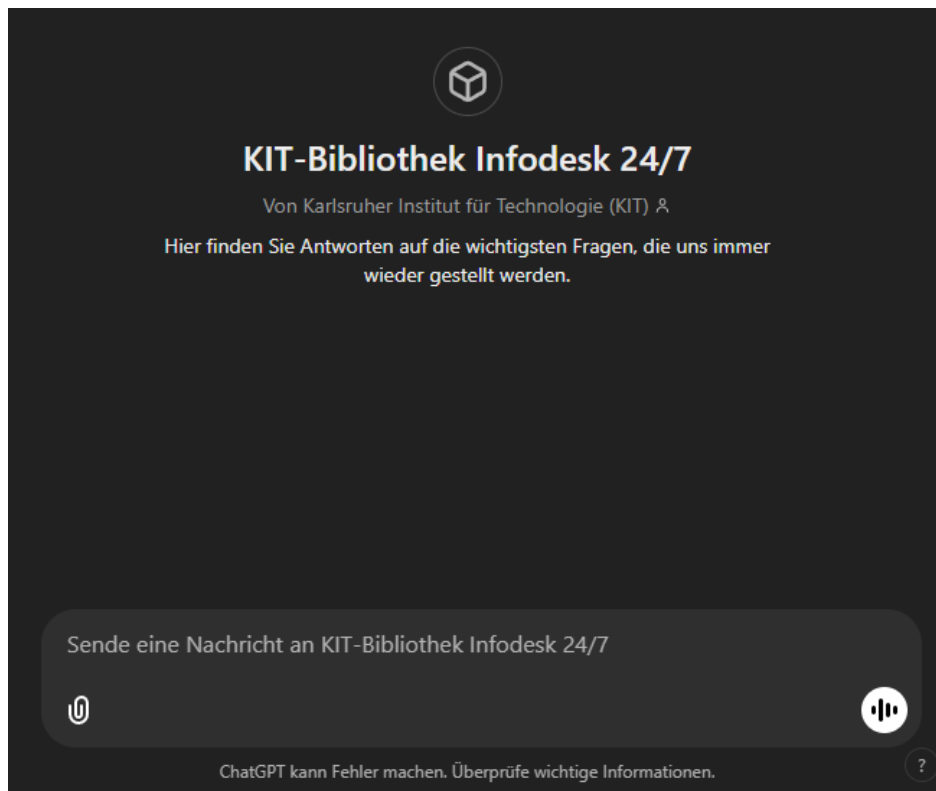 KIT-Bibliothek Infodesk 24/7
Von Karlsruher Institut für Technologie (KIT)
Hier finden Sie Antworten auf die wichtigsten Fragen, die uns immer
wieder gestellt werden.
Sende eine Nachricht an KIT-Bibliothek Infodesk 24/7
ChatGPT kann Fehler machen. Überprüfe wichtige Informationen.
?